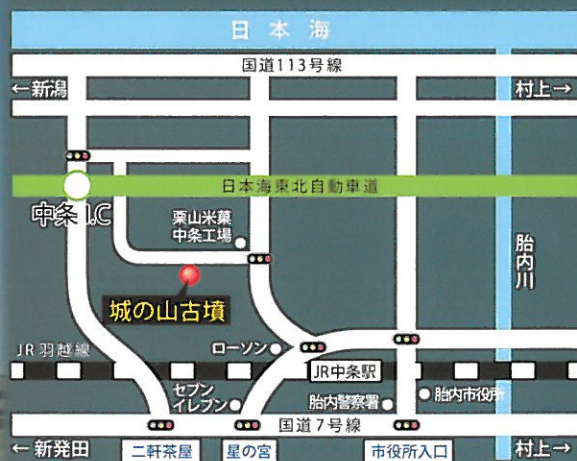 日本海
国道113号線
←新潟
村上→
日本海東北自動車道
中条I.C
栗山米菓
中条工場
胎内川
城の山古墳
JR羽越線
ローソン
JR中条駅
セブン
イレブン
胎内警察署
胎内市役所
国道7号線
←新発田
二軒茶屋
星の宮
市役所入口
村上→